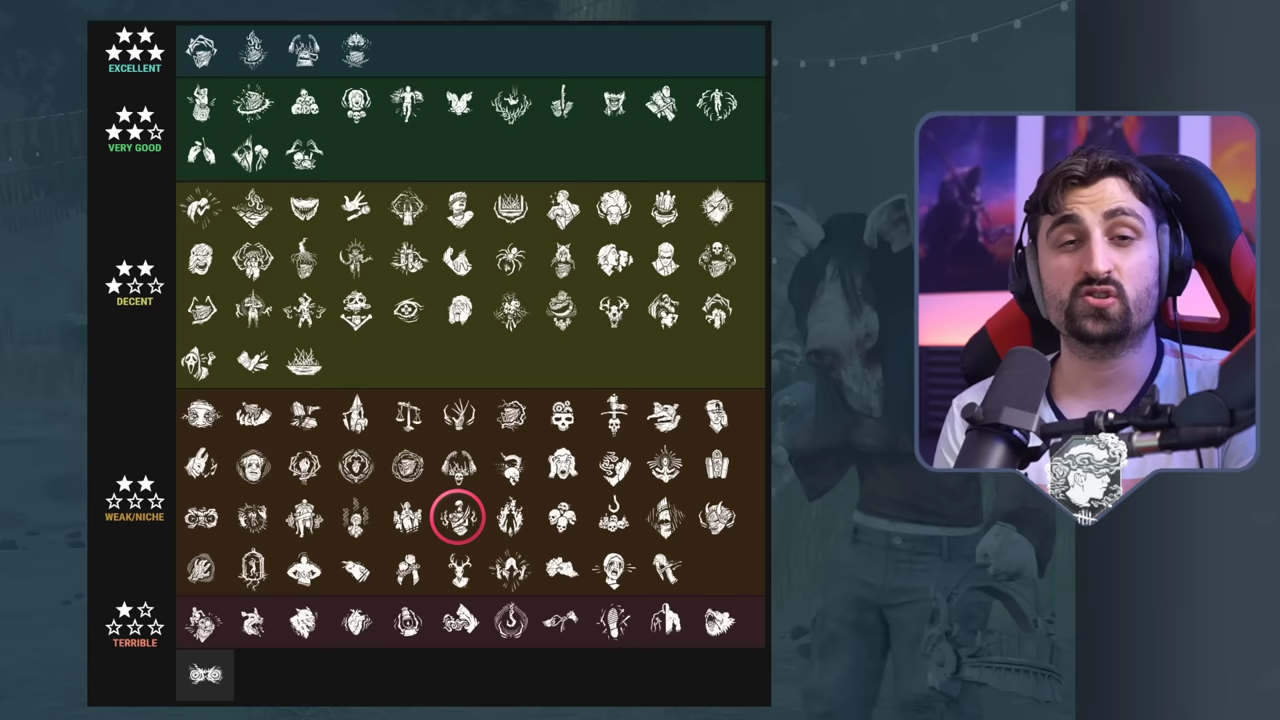 EXCELLENT
VERY GOOD
DECENT
WEAK/NICHE
TERRIBLE